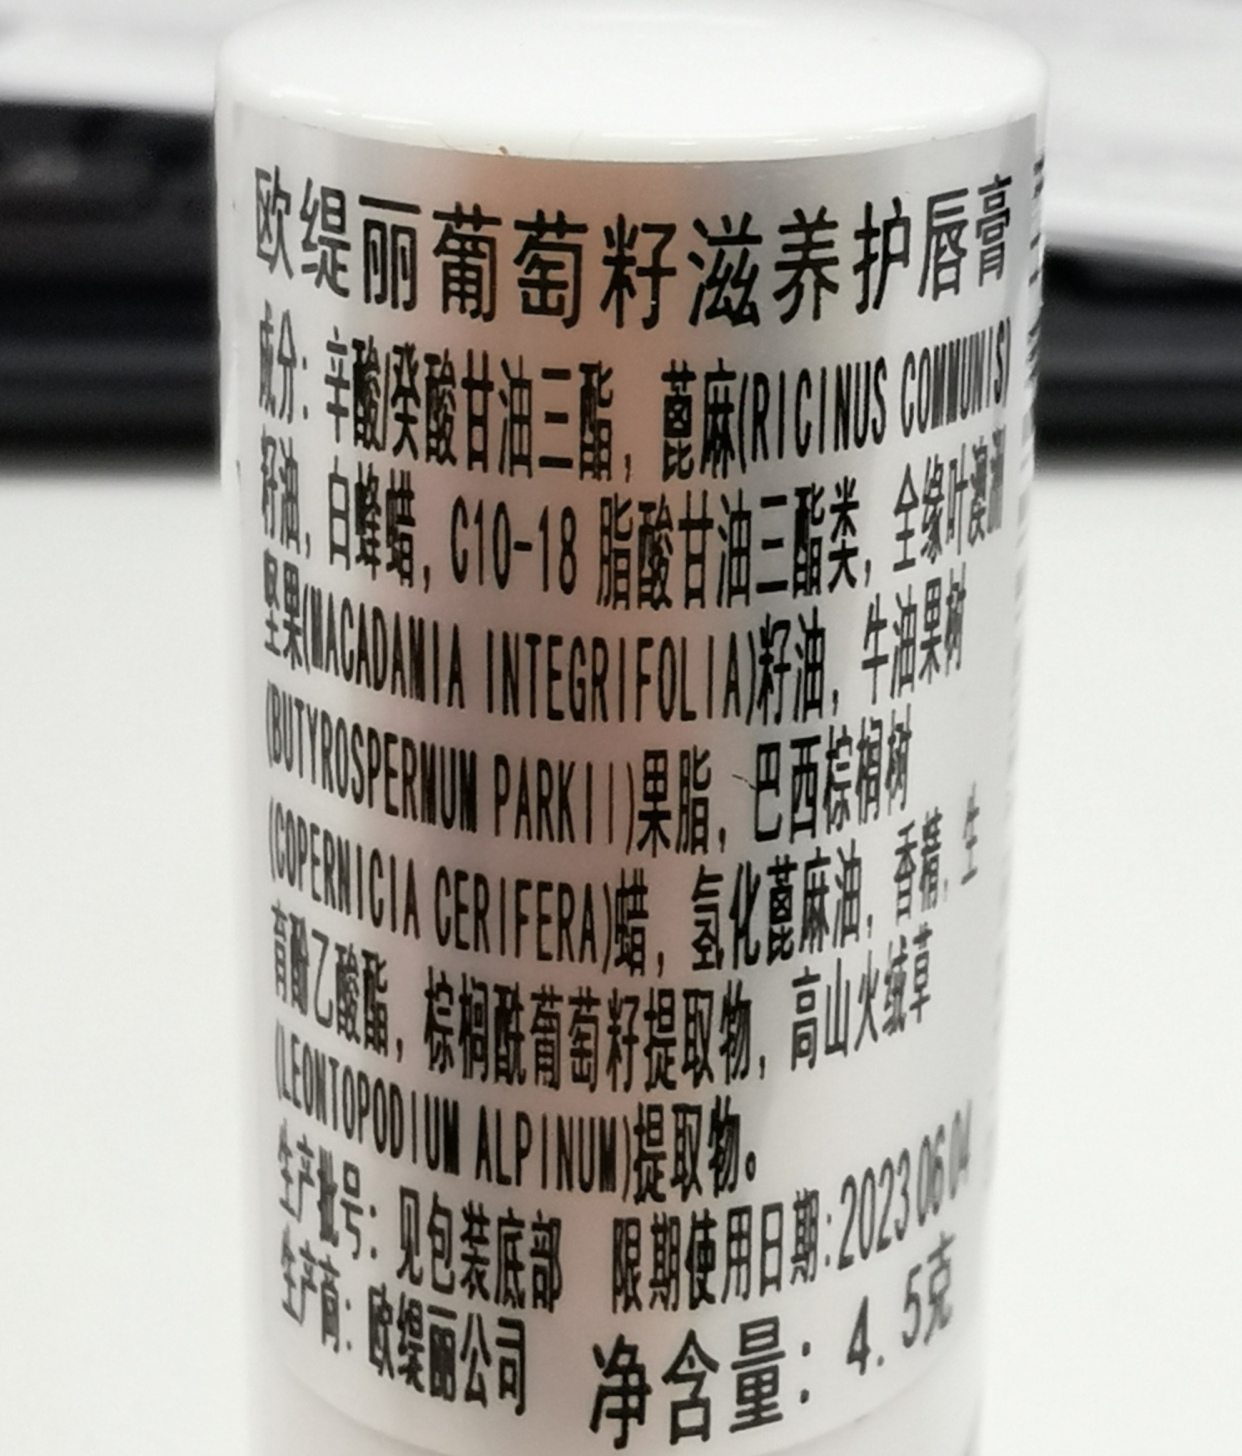 欧缇丽葡萄籽滋养护唇膏
成分：辛酸/癸酸甘油三酯，蓖麻(RICINUS COMMUNIS)
籽油，白蜂蜡，C10-18 脂酸甘油三酯类，全缘叶澳洲
坚果(MACADAMIA INTEGRIFOLIA)籽油，牛油果树
(BUTYROSPERMUM PARKII)果脂，巴西棕榈树
(COPERNICIA CERIFERA)蜡，氢化蓖麻油，香精，生
育酚乙酸酯，棕榈酰葡萄籽提取物，高山火绒草
(LEONTOPODIUM ALPINUM)提取物。
生产批号：见包装底部 限期使用日期:20230604
生产商：欧缇丽公司 净含量：4.5克